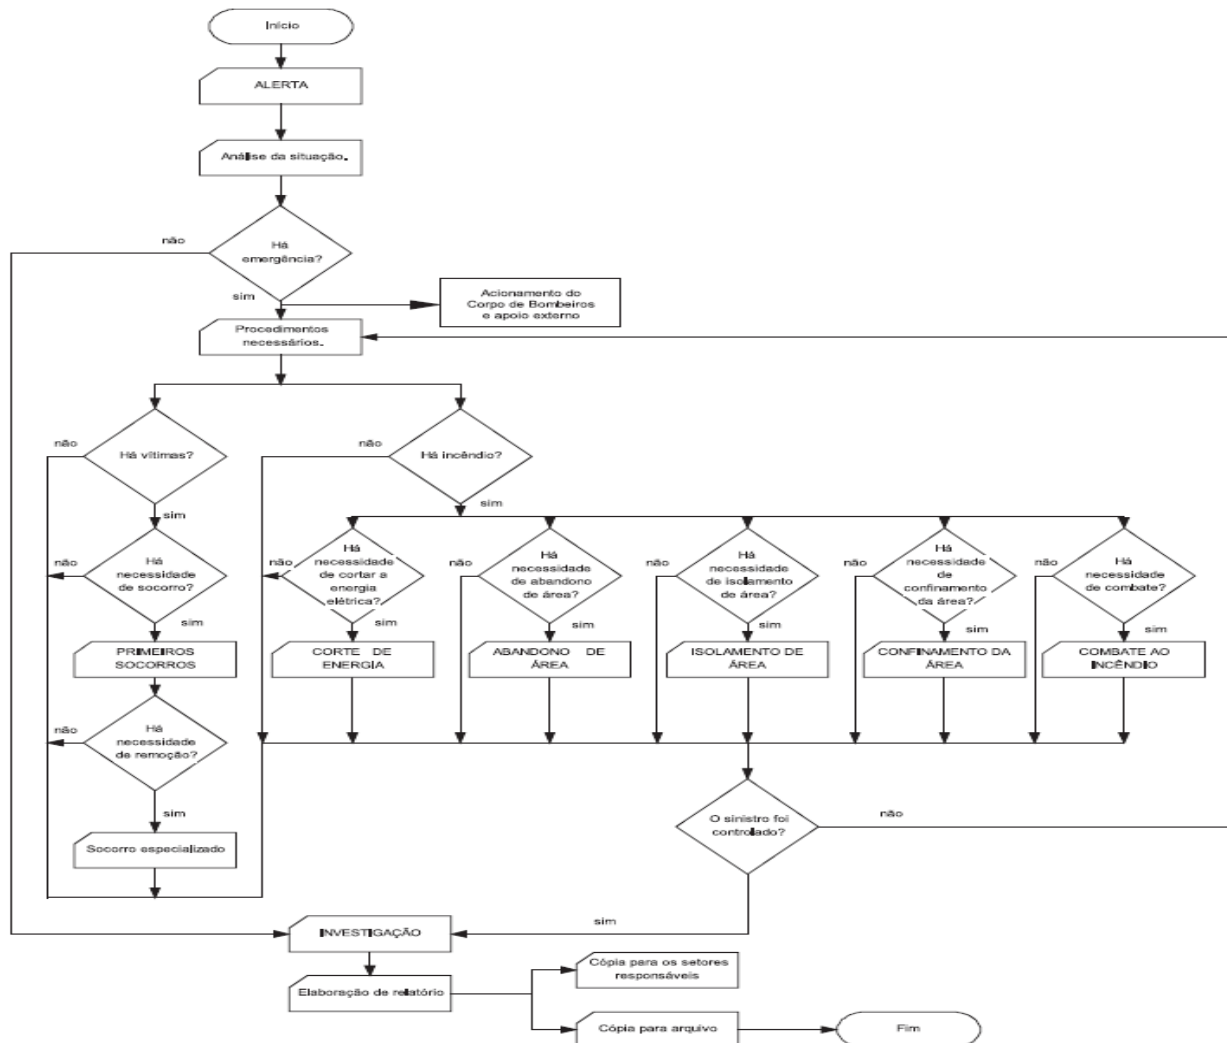 Início
ALERTA
Análise da situação.
não
Há
emergência?
sim
Acionamento do
Corpo de Bombeiros
e apoio externo
Procedimentos
necessários.
não
Há vítimas?
sim
não
Há incêndio?
sim
não
Há
necessidade
de socorro?
sim
não
Há
necessidade
de cortar a
energia
elétrica?
sim
não
Há
necessidade
de abandono
de área?
sim
não
Há
necessidade
de isolamento
de área?
sim
não
Há
necessidade
de
confinamento
da área?
sim
não
Há
necessidade
de combate?
sim
PRIMEIROS
SOCORROS
CORTE DE
ENERGIA
ABANDONO DE
ÁREA
ISOLAMENTO DE
ÁREA
CONFINAMENTO DA
ÁREA
COMBATE AO
INCÊNDIO
não
Há
necessidade
de remoção?
sim
Socorro especializado
O sinistro foi
controlado?
não
sim
INVESTIGAÇÃO
Elaboração de relatório
Cópia para os setores
responsáveis
Cópia para arquivo
Fim